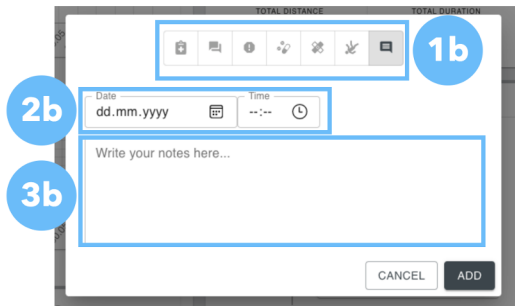 TOTAL DISTANCE
TOTAL DURATION
1b
2b
Date
dd.mm.yyyy
Time
--:--
3b
Write your notes here...
CANCEL
ADD